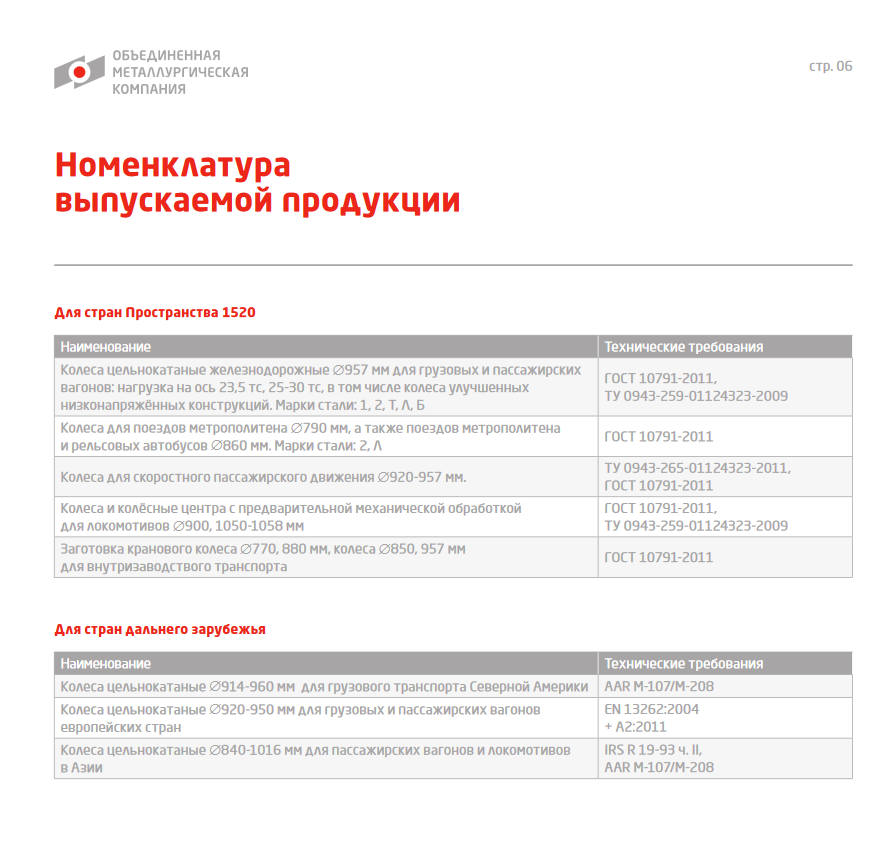 ОБЪЕДИНЕННАЯ
МЕТАЛЛУРГИЧЕСКАЯ
КОМПАНИЯ
стр. 06
Номенклатура
выпускаемой продукции
Для стран Пространства 1520
Наименование
Технические требования
Колеса цельнокатаные железнодорожные ∅957 мм для грузовых и пассажирских
вагонов: нагрузка на ось 23,5 тс, 25-30 тс, в том числе колеса улучшенных
низконапряжённых конструкций. Марки стали: 1, 2, Т, Л, Б
ГОСТ 10791-2011,
ТУ 0943-259-01124323-2009
Колеса для поездов метрополитена ∅790 мм, а также поездов метрополитена
и рельсовых автобусов ∅860 мм. Марки стали: 2, Л
ГОСТ 10791-2011
Колеса для скоростного пассажирского движения ∅920-957 мм.
ТУ 0943-265-01124323-2011,
ГОСТ 10791-2011
Колеса и колёсные центра с предварительной механической обработкой
для локомотивов ∅900, 1050-1058 мм
ГОСТ 10791-2011,
ТУ 0943-259-01124323-2009
Заготовка кранового колеса ∅770, 880 мм, колеса ∅850, 957 мм
для внутризаводствого транспорта
ГОСТ 10791-2011
Для стран дальнего зарубежья
Наименование
Технические требования
Колеса цельнокатаные ∅914-960 мм для грузового транспорта Северной Америки
AAR M-107/M-208
Колеса цельнокатаные ∅920-950 мм для грузовых и пассажирских вагонов
европейских стран
EN 13262:2004
+ A2:2011
Колеса цельнокатаные ∅840-1016 мм для пассажирских вагонов и локомотивов
в Азии
IRS R 19-93 ч. II,
AAR M-107/M-208